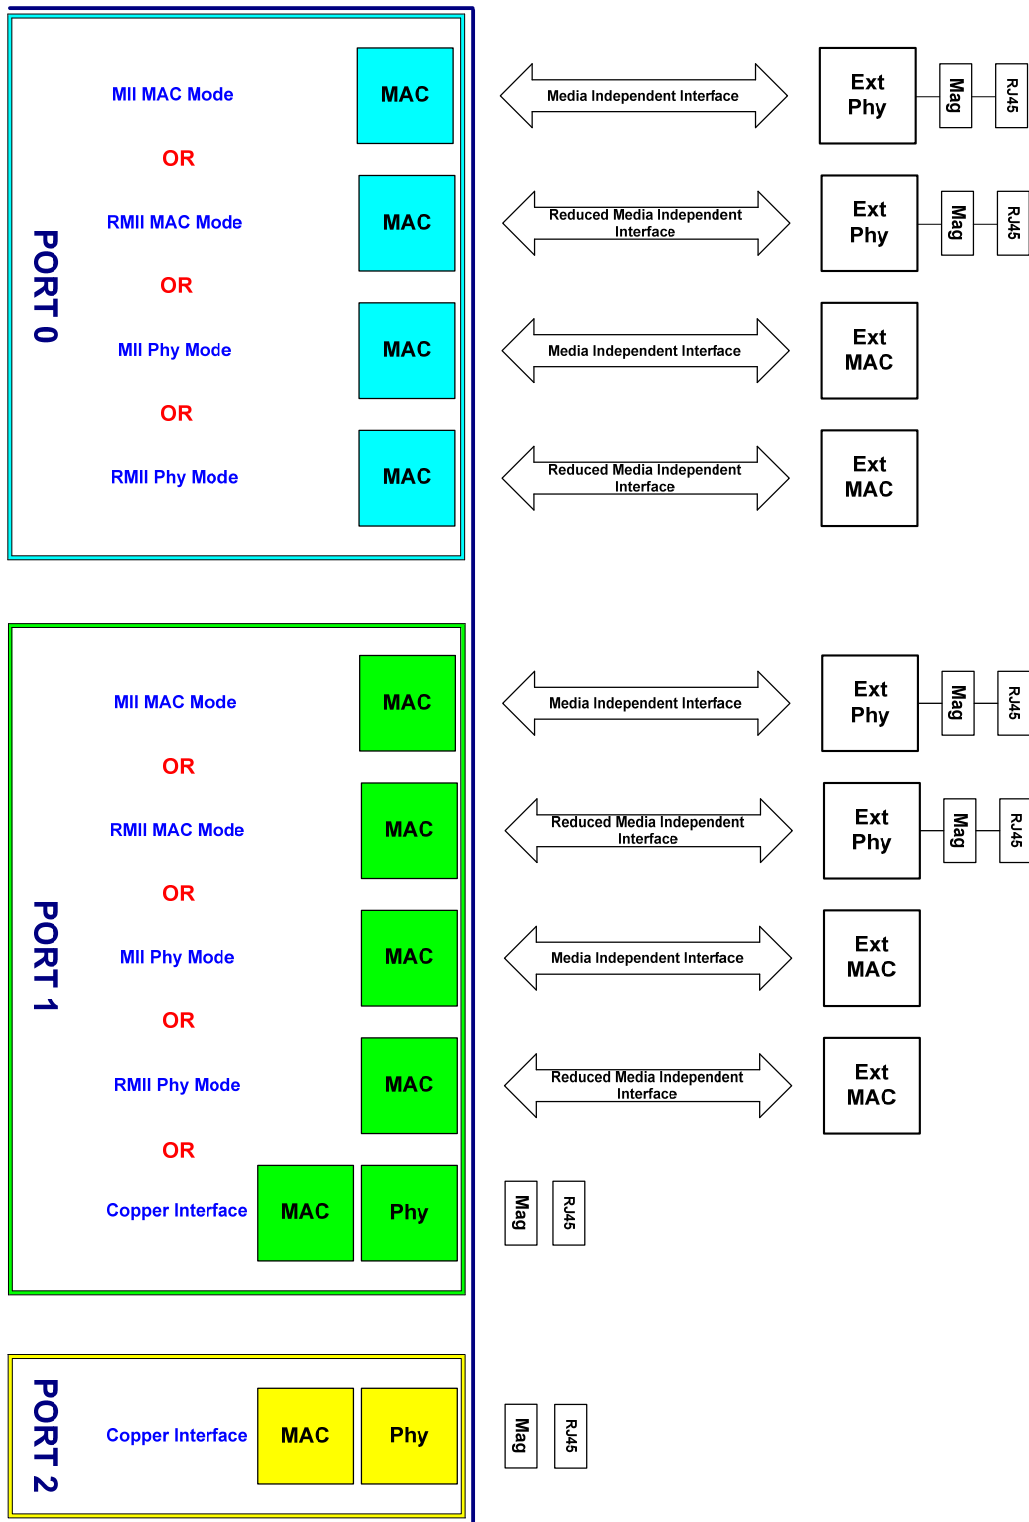 PORT 0
MII MAC Mode
MAC
Media Independent Interface
Ext
Phy
Mag
RJ45
OR
RMII MAC Mode
MAC
Reduced Media Independent
Interface
Ext
Phy
Mag
RJ45
OR
MII Phy Mode
MAC
Media Independent Interface
Ext
MAC
OR
RMII Phy Mode
MAC
Reduced Media Independent
Interface
Ext
MAC
PORT 1
MII MAC Mode
MAC
Media Independent Interface
Ext
Phy
Mag
RJ45
OR
RMII MAC Mode
MAC
Reduced Media Independent
Interface
Ext
Phy
Mag
RJ45
OR
MII Phy Mode
MAC
Media Independent Interface
Ext
MAC
OR
RMII Phy Mode
MAC
Reduced Media Independent
Interface
Ext
MAC
OR
Copper Interface
MAC
Phy
Mag
RJ45
PORT 2
Copper Interface
MAC
Phy
Mag
RJ45